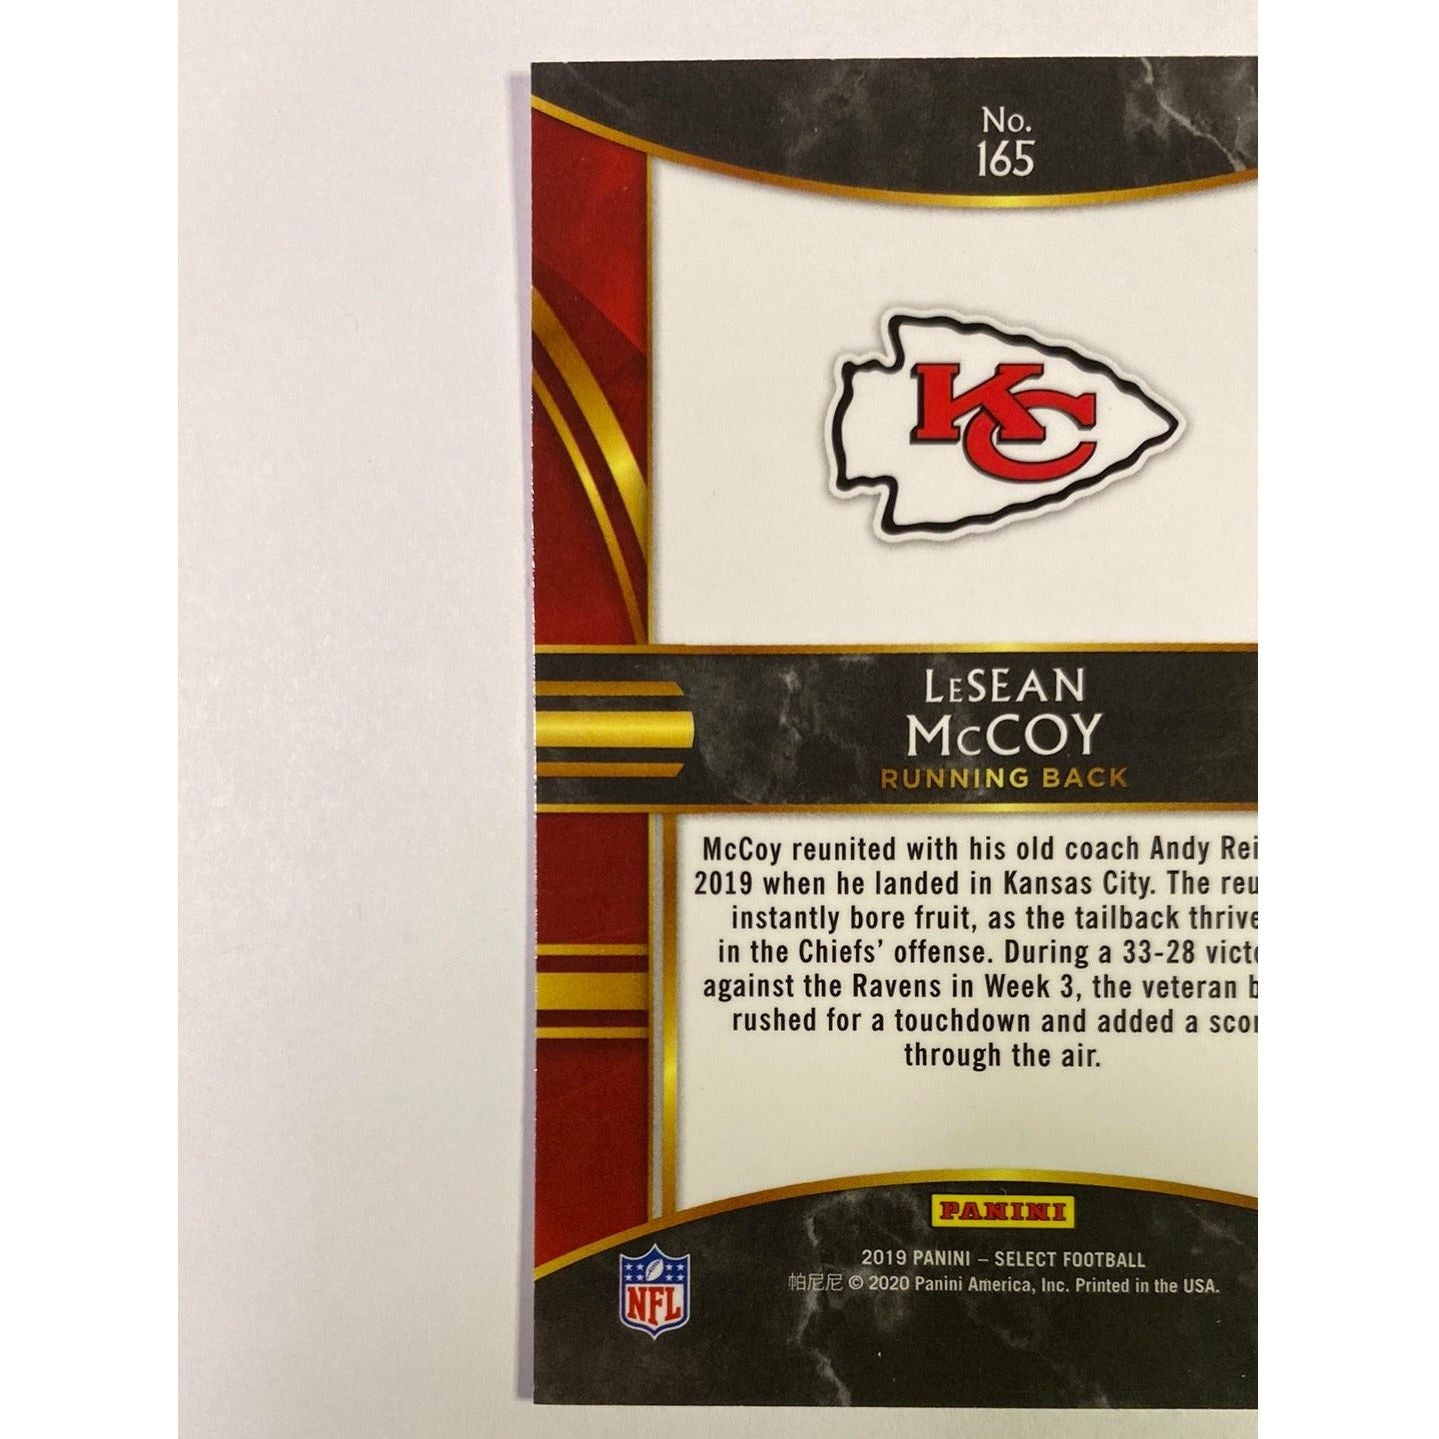 No.
165
KC
LeSEAN
McCOY
RUNNING BACK
McCoy reunited with his old coach Andy Rei
2019 when he landed in Kansas City. The reu
instantly bore fruit, as the tailback thrive
in the Chiefs’ offense. During a 33-28 victo
against the Ravens in Week 3, the veteran b
rushed for a touchdown and added a scor
through the air.
PANINI
2019 PANINI – SELECT FOOTBALL
帕尼尼 © 2020 Panini America, Inc. Printed in the USA.
NFL